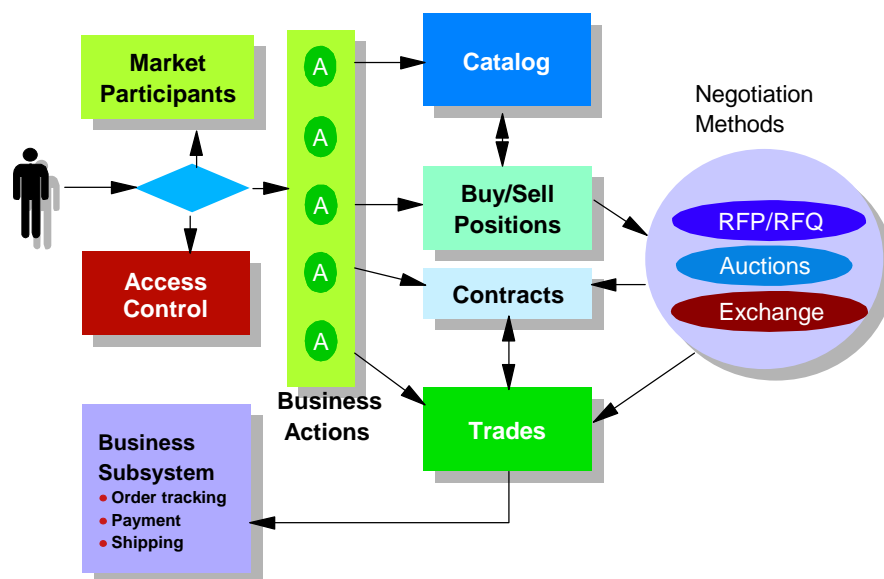 Market
Participants
A
A
A
A
A
Business
Actions
Access
Control
Catalog
Buy/Sell
Positions
Contracts
Trades
Negotiation
Methods
RFP/RFQ
Auctions
Exchange
Business
Subsystem
Order tracking
Payment
Shipping